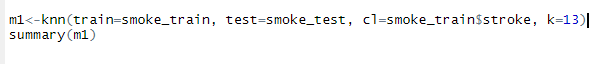 m1<-knn(train=smoke_train, test=smoke_test, cl=smoke_train$stroke, k=13)
summary(m1)